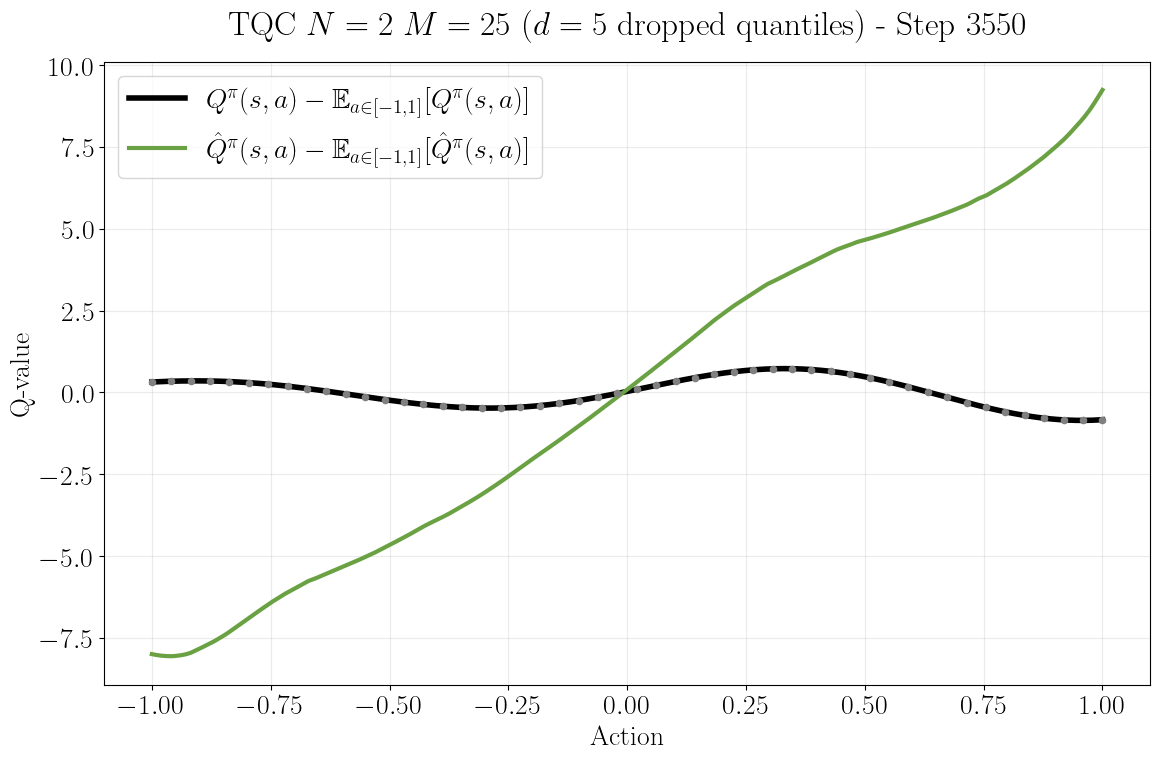 TQC N = 2 M = 25 (d = 5 dropped quantiles) - Step 3550
Q^π(s, a) − 𝔼_{a∈[−1,1]}[Q^π(s, a)]
Q̂^π(s, a) − 𝔼_{a∈[−1,1]}[Q̂^π(s, a)]
10.0
7.5
5.0
2.5
0.0
−2.5
−5.0
−7.5
Q-value
−1.00 −0.75 −0.50 −0.25 0.00 0.25 0.50 0.75 1.00
Action